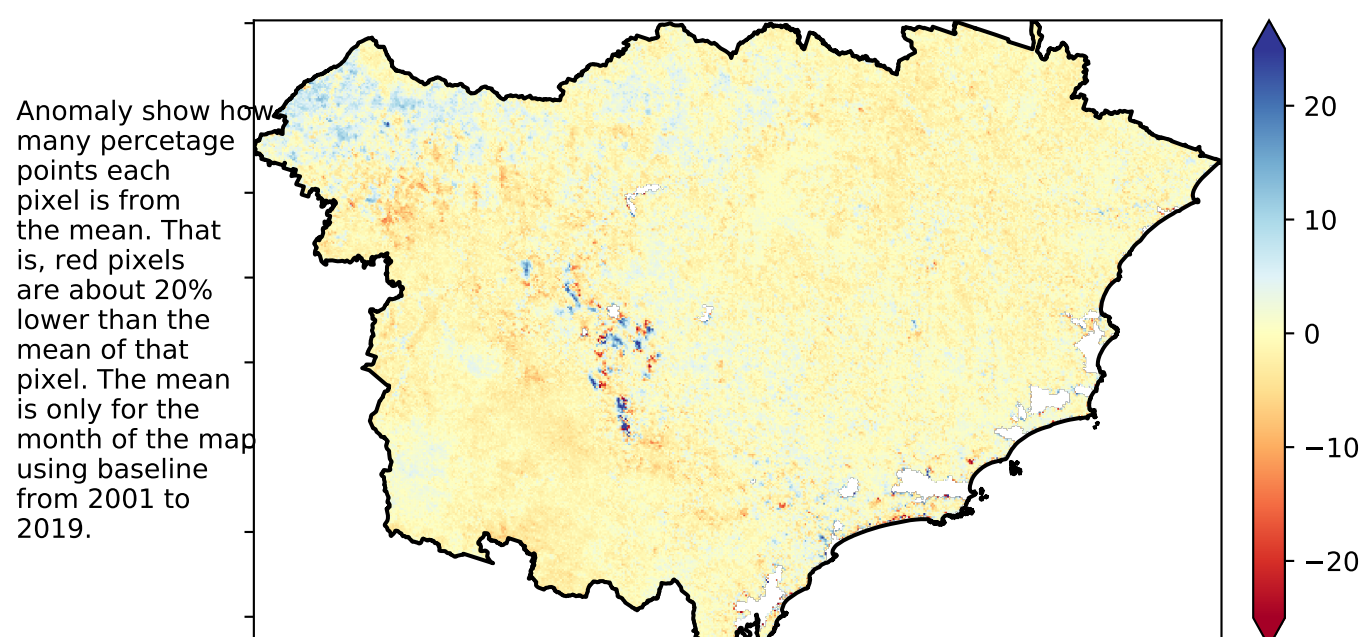 Anomaly show how
many percetage
points each
pixel is from
the mean. That
is, red pixels
are about 20%
lower than the
mean of that
pixel. The mean
is only for the
month of the map
using baseline
from 2001 to
2019.
20
10
0
−10
−20